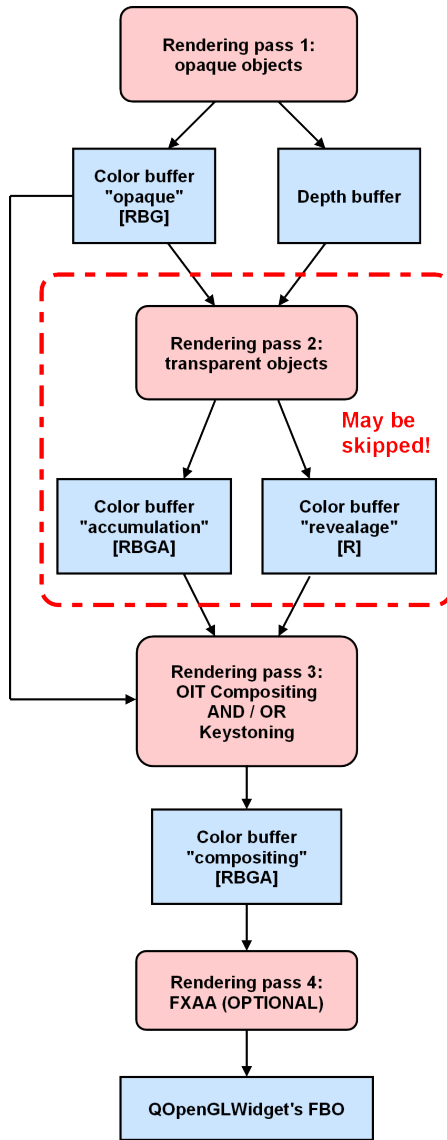 Rendering pass 1:
opaque objects
Color buffer
"opaque"
[RBG]
Depth buffer
Rendering pass 2:
transparent objects
May be
skipped!
Color buffer
"accumulation"
[RBGA]
Color buffer
"revealage"
[R]
Rendering pass 3:
OIT Compositing
AND / OR
Keystoning
Color buffer
"compositing"
[RBGA]
Rendering pass 4:
FXAA (OPTIONAL)
QOpenGLWidget's FBO